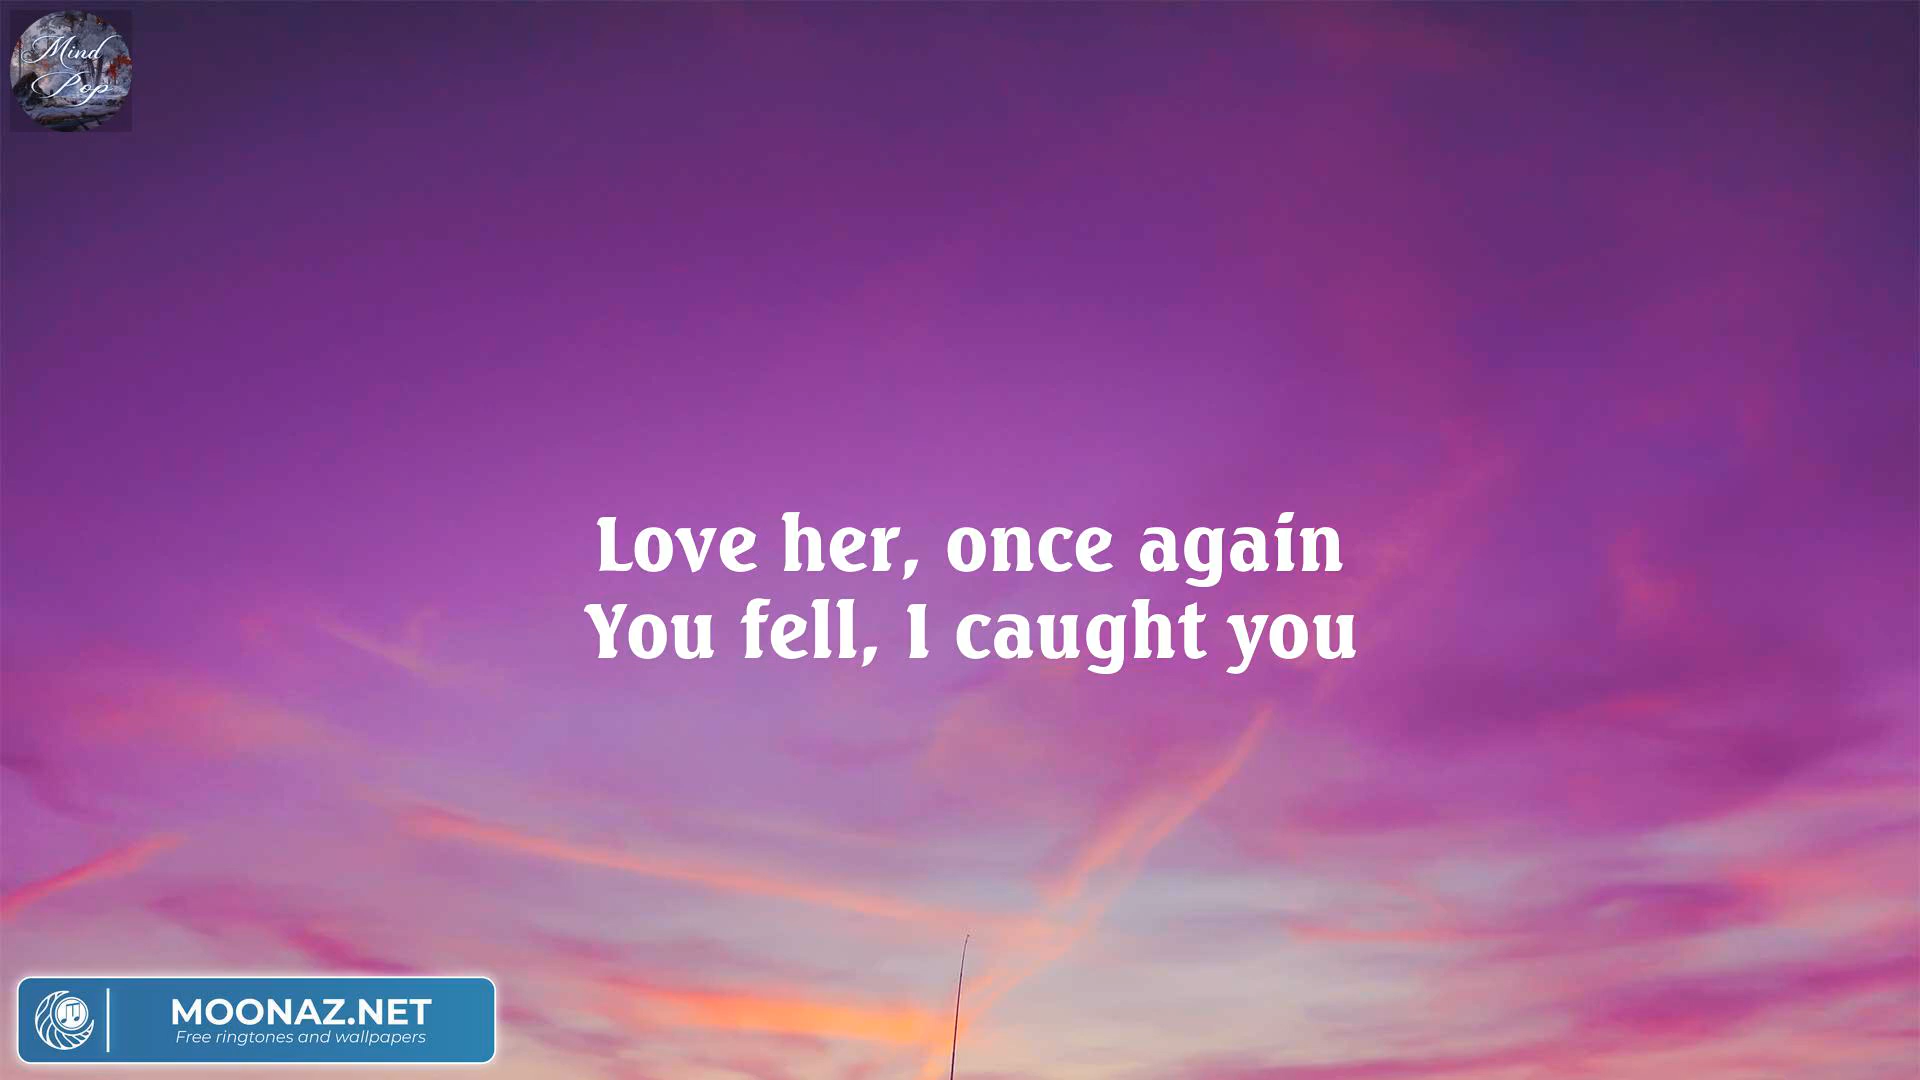 Mind
Pop
Love her, once again
You fell, I caught you
MOONAZ.NET
Free ringtones and wallpapers